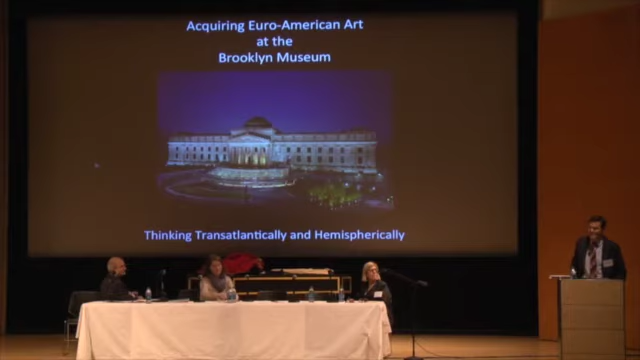 Acquiring Euro-American Art
at the
Brooklyn Museum
Thinking Transatlantically and Hemispherically